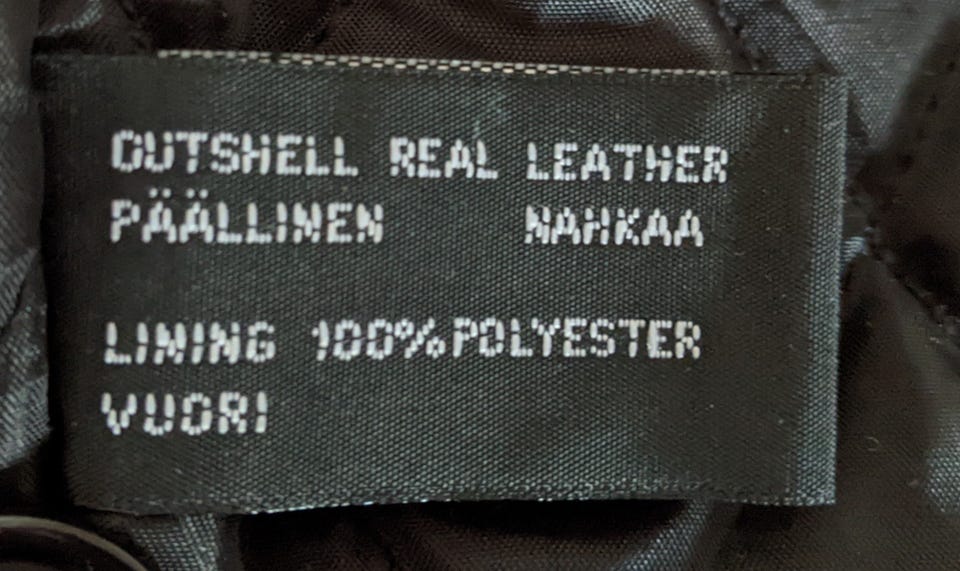 OUTSHELL REAL LEATHER
PÄÄLLINEN NAHKAA
LINING 100% POLYESTER
VUORI